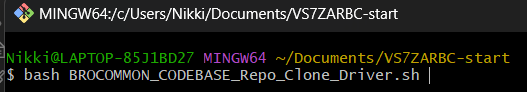 MINGW64:/c/Users/Nikki/Documents/VS7ZARBC-start
Nikki@LAPTOP-85J1BD27 MINGW64 ~/Documents/VS7ZARBC-start
$ bash BROCOMMON_CODEBASE_Repo_Clone_Driver.sh